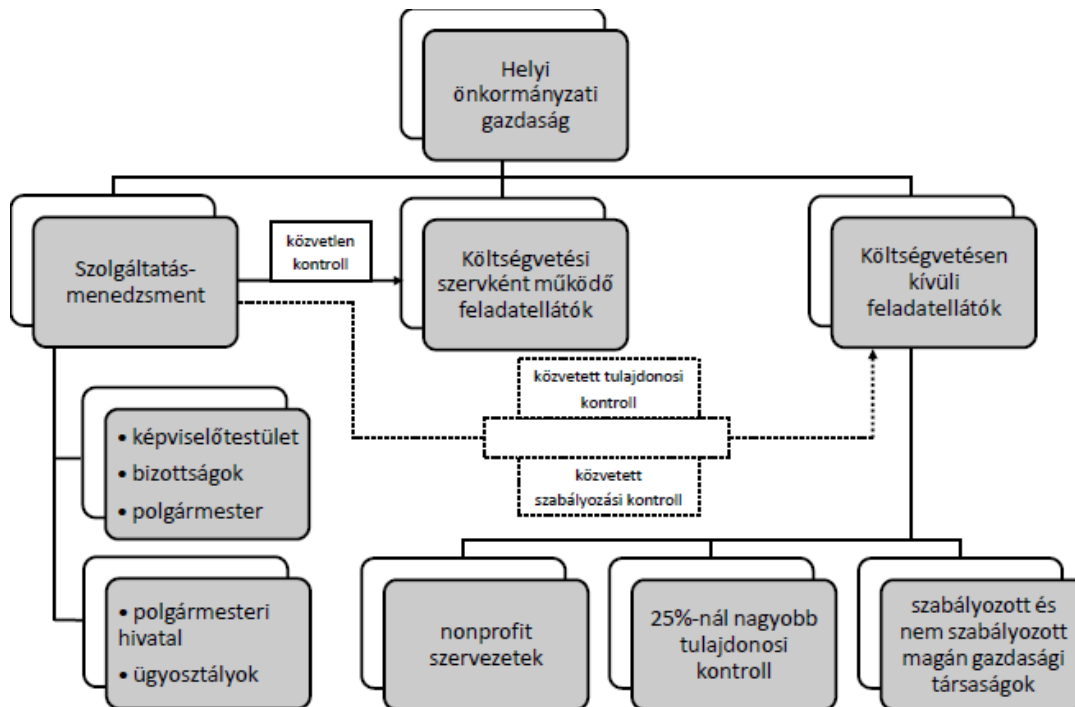 Helyi
önkormányzati
gazdaság
Szolgáltatás-
menedzsment
közvetlen
kontroll
Költségvetési
szervként működő
feladatellátók
Költségvetésen
kívüli
feladatellátók
közvetett tulajdonosi
kontroll
közvetett
szabályozási kontroll
• képviselőtestület
• bizottságok
• polgármester
• polgármesteri
hivatal
• ügyosztályok
nonprofit
szervezetek
25%-nál nagyobb
tulajdonosi
kontroll
szabályozott és
nem szabályozott
magán gazdasági
társaságok